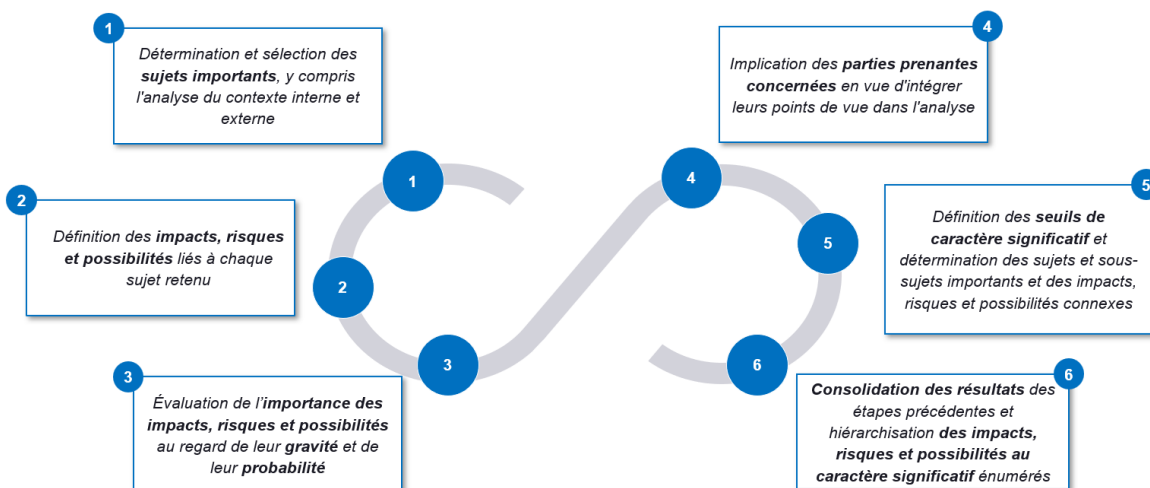 1
Détermination et sélection des
sujets importants, y compris
l'analyse du contexte interne et
externe
2
Définition des impacts, risques
et possibilités liés à chaque
sujet retenu
3
Évaluation de l'importance des
impacts, risques et possibilités
au regard de leur gravité et de
leur probabilité
1
2
3
4
5
6
4
Implication des parties prenantes
concernées en vue d'intégrer
leurs points de vue dans l'analyse
5
Définition des seuils de
caractère significatif et
détermination des sujets et sous-
sujets importants et des impacts,
risques et possibilités connexes
6
Consolidation des résultats des
étapes précédentes et
hiérarchisation des impacts,
risques et possibilités au
caractère significatif énumérés